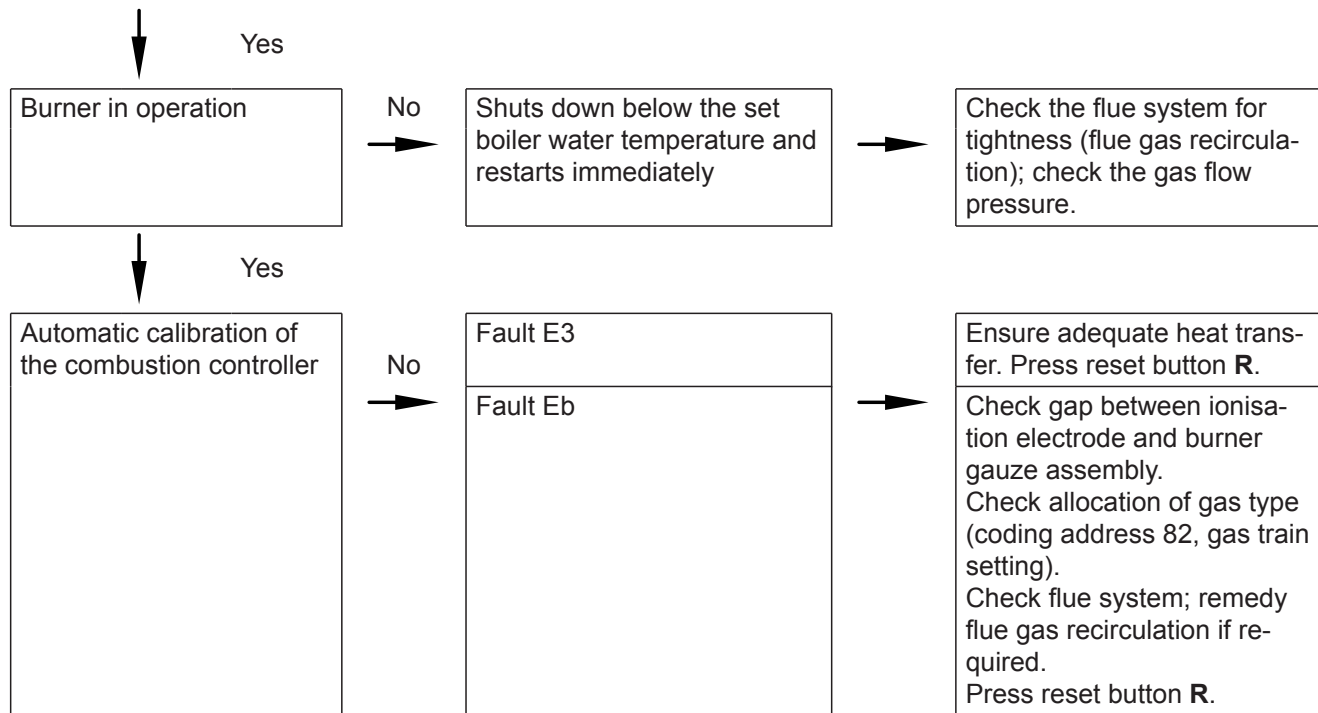 Yes
Burner in operation
No
Shuts down below the set
boiler water temperature and
restarts immediately
Check the flue system for
tightness (flue gas recircula-
tion); check the gas flow
pressure.
Yes
Automatic calibration of
the combustion controller
No
Fault E3
Ensure adequate heat trans-
fer. Press reset button R.
Fault Eb
Check gap between ionisa-
tion electrode and burner
gauze assembly.
Check allocation of gas type
(coding address 82, gas train
setting).
Check flue system; remedy
flue gas recirculation if re-
quired.
Press reset button R.